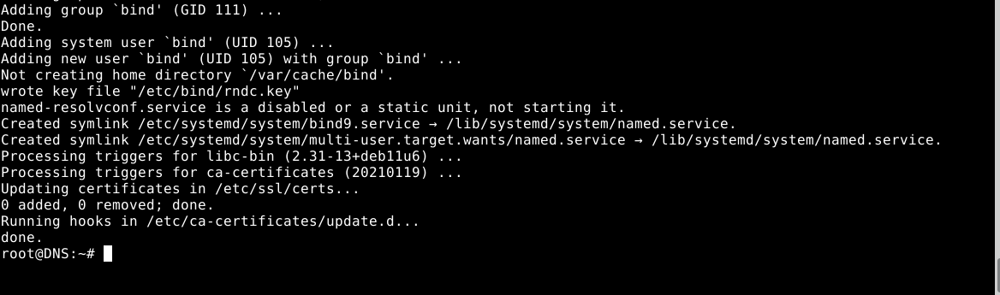 Adding group `bind' (GID 111) ...
Done.
Adding system user `bind' (UID 105) ...
Adding new user `bind' (UID 105) with group `bind' ...
Not creating home directory `/var/cache/bind'.
wrote key file "/etc/bind/rndc.key"
named-resolvconf.service is a disabled or a static unit, not starting it.
Created symlink /etc/systemd/system/bind9.service → /lib/systemd/system/named.service.
Created symlink /etc/systemd/system/multi-user.target.wants/named.service → /lib/systemd/system/named.service.
Processing triggers for libc-bin (2.31-13+deb11u6) ...
Processing triggers for ca-certificates (20210119) ...
Updating certificates in /etc/ssl/certs...
0 added, 0 removed; done.
Running hooks in /etc/ca-certificates/update.d...
done.
root@DNS:~#